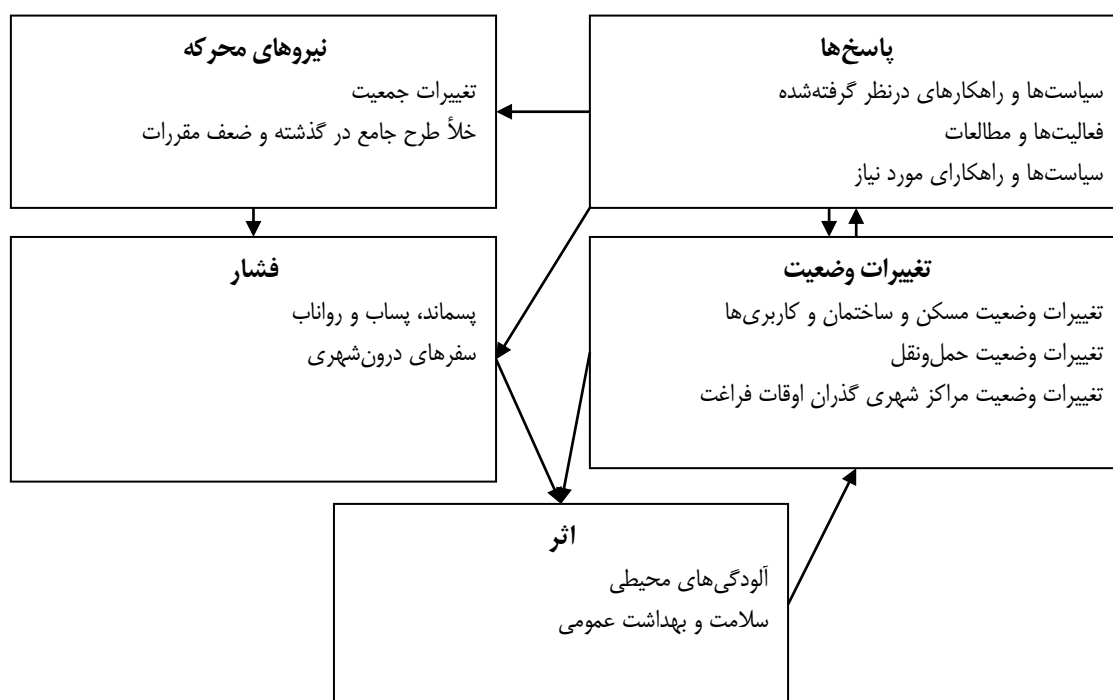 پاسخ‌ها
سیاست‌ها و راهکارهای درنظر گرفته‌شده
فعالیت‌ها و مطالعات
سیاست‌ها و راهکارای مورد نیاز
نیروهای محرکه
تغییرات جمعیت
خلأ طرح جامع در گذشته و ضعف مقررات
تغییرات وضعیت
تغییرات وضعیت مسکن و ساختمان و کاربری‌ها
تغییرات وضعیت حمل‌ونقل
تغییرات وضعیت مراکز شهری گذران اوقات فراغت
فشار
پسماند، پساب و رواناب
سفرهای درون‌شهری
اثر
آلودگی‌های محیطی
سلامت و بهداشت عمومی